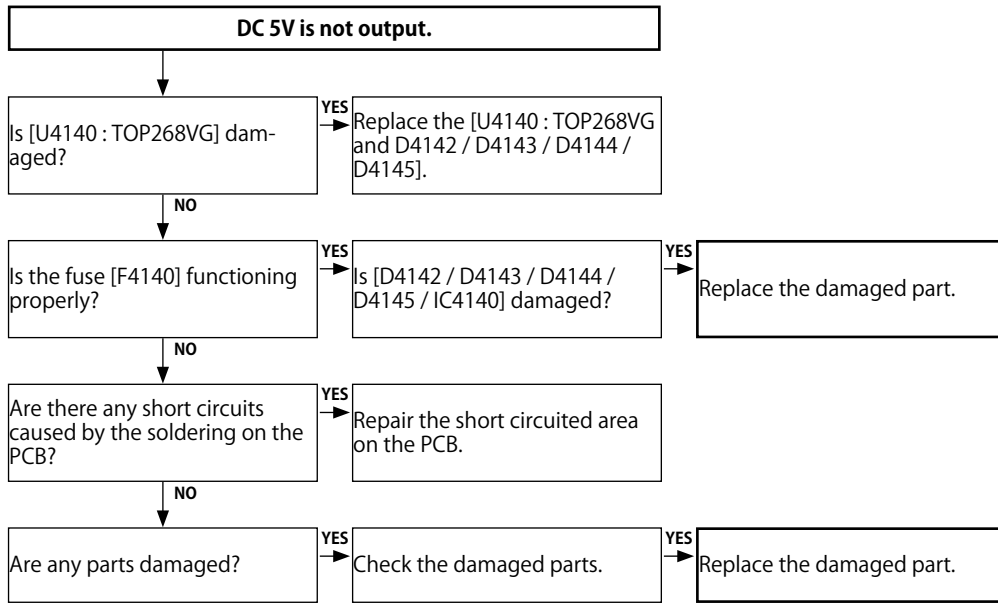 DC 5V is not output.
Is [U4140 : TOP268VG] dam-
aged?
YES
Replace the [U4140 : TOP268VG
and D4142 / D4143 / D4144 /
D4145].
NO
Is the fuse [F4140] functioning
properly?
YES
Is [D4142 / D4143 / D4144 /
D4145 / IC4140] damaged?
YES
Replace the damaged part.
NO
Are there any short circuits
caused by the soldering on the
PCB?
YES
Repair the short circuited area
on the PCB.
NO
Are any parts damaged?
YES
Check the damaged parts.
YES
Replace the damaged part.